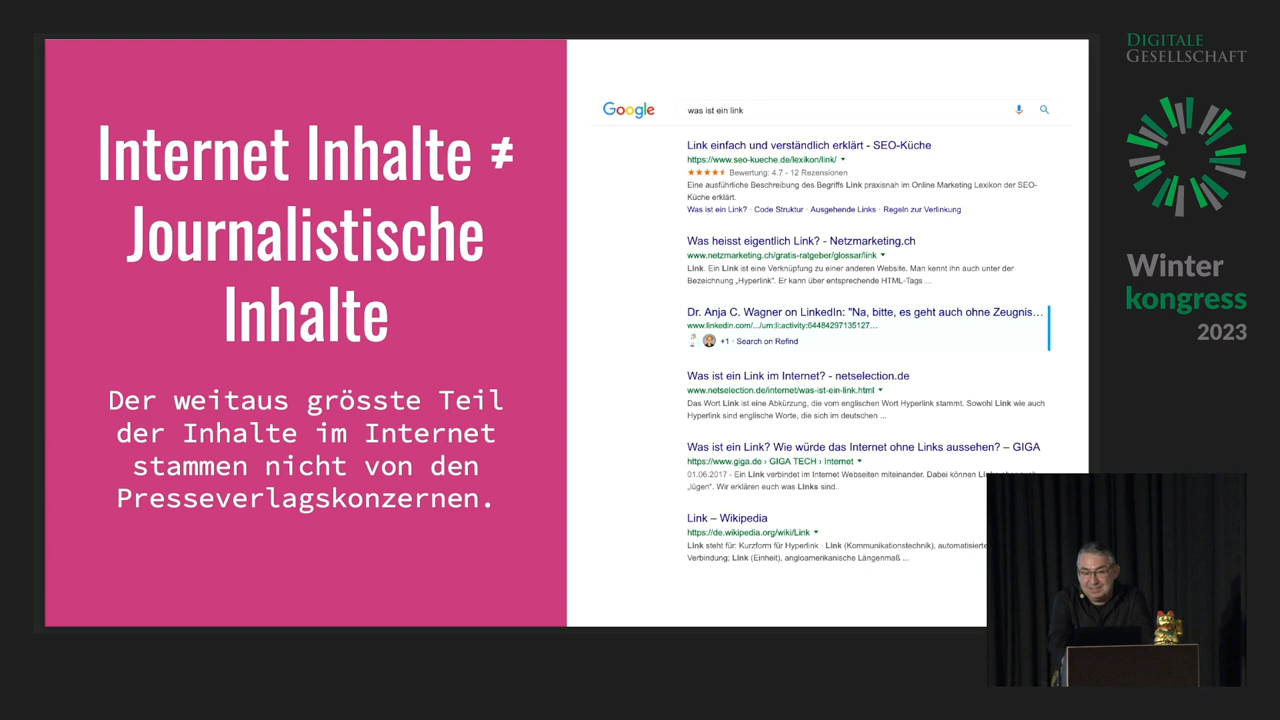 Internet Inhalte ≠
Journalistische
Inhalte
Der weitaus grösste Teil
der Inhalte im Internet
stammen nicht von den
Presseverlagskonzernen.
Google
was ist ein link
Link einfach und verständlich erklärt - SEO-Küche
https://www.seo-kueche.de/lexikon/link/
Bewertung: 4.7 - 12 Rezensionen
Eine ausführliche Beschreibung des Begriffs Link praxisnah im Online Marketing Lexikon der SEO-
Küche erklärt.
Was ist ein Link? · Code Struktur · Ausgehende Links · Regeln zur Verlinkung
Was heisst eigentlich Link? - Netzmarketing.ch
www.netzmarketing.ch/gratis-ratgeber/glossar/link
Link. Ein Link ist eine Verknüpfung zu einer anderen Website. Man kennt ihn auch unter der
Bezeichnung „Hyperlink". Er kann über entsprechende HTML-Tags ...
Dr. Anja C. Wagner on LinkedIn: "Na, bitte, es geht auch ohne Zeugnis…
www.linkedin.com/.../urn:li:activity:64484297135127…
+1 · Search on Refind
Was ist ein Link im Internet? - netselection.de
www.netselection.de/internet/was-ist-ein-link.html
Das Wort Link ist eine Abkürzung, die vom englischen Wort Hyperlink stammt. Sowohl Link wie auch
Hyperlink sind englische Worte, die sich im deutschen ...
Was ist ein Link? Wie würde das Internet ohne Links aussehen? – GIGA
https://www.giga.de › GIGA TECH › Internet
01.06.2017 - Ein Link verbindet im Internet Webseiten miteinander. Dabei können
„lügen". Wir erklären euch was Links sind..
Link – Wikipedia
https://de.wikipedia.org/wiki/Link
Link steht für: Kurzform für Hyperlink · Link (Kommunikationstechnik), automatisierte
Verbindung; Link (Einheit), angloamerikanische Längenmaß ...
DIGITALE
GESELLSCHAFT
Winter
kongress
2023